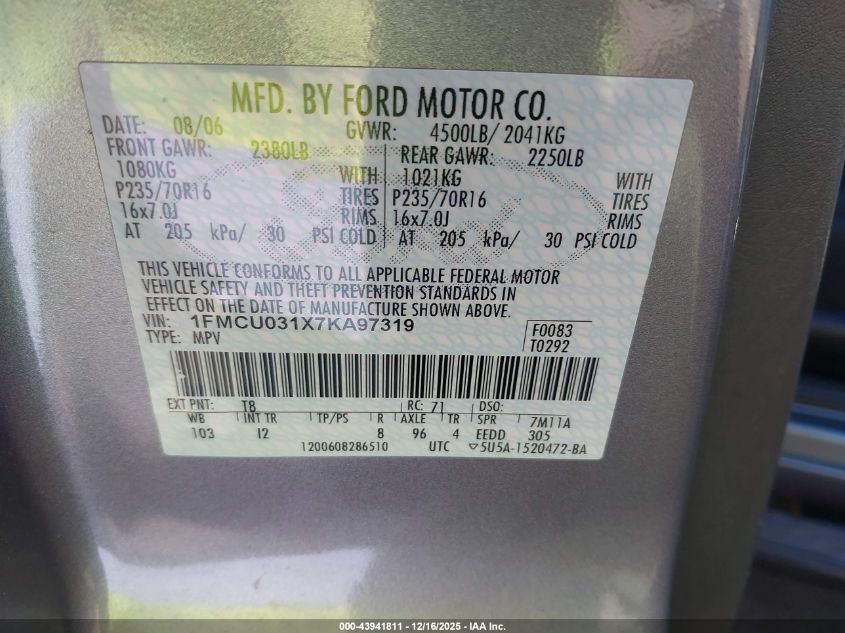 MFD. BY FORD MOTOR CO.
DATE: 08/06 GVWR: 4500LB/ 2041KG
FRONT GAWR: 2380LB REAR GAWR: 2250LB
1080KG WITH 1021KG WITH
P235/70R16 TIRES P235/70R16 TIRES
16x7.0J RIMS 16x7.0J RIMS
AT 205 kPa/ 30 PSI COLD AT 205 kPa/ 30 PSI COLD
THIS VEHICLE CONFORMS TO ALL APPLICABLE FEDERAL MOTOR
VEHICLE SAFETY AND THEFT PREVENTION STANDARDS IN
EFFECT ON THE DATE OF MANUFACTURE SHOWN ABOVE.
VIN: 1FMCU031X7KA97319 F0083
TYPE: MPV T0292
EXT PNT: T8 RC: 71 DSO:
WB INT TR TP/PS R AXLE TR SPR 7M11A
103 I2 8 96 4 EEDD 305
1200608286510 UTC ▽5U5A-1520472-BA
000-43941811 - 12/16/2025 - IAA Inc.